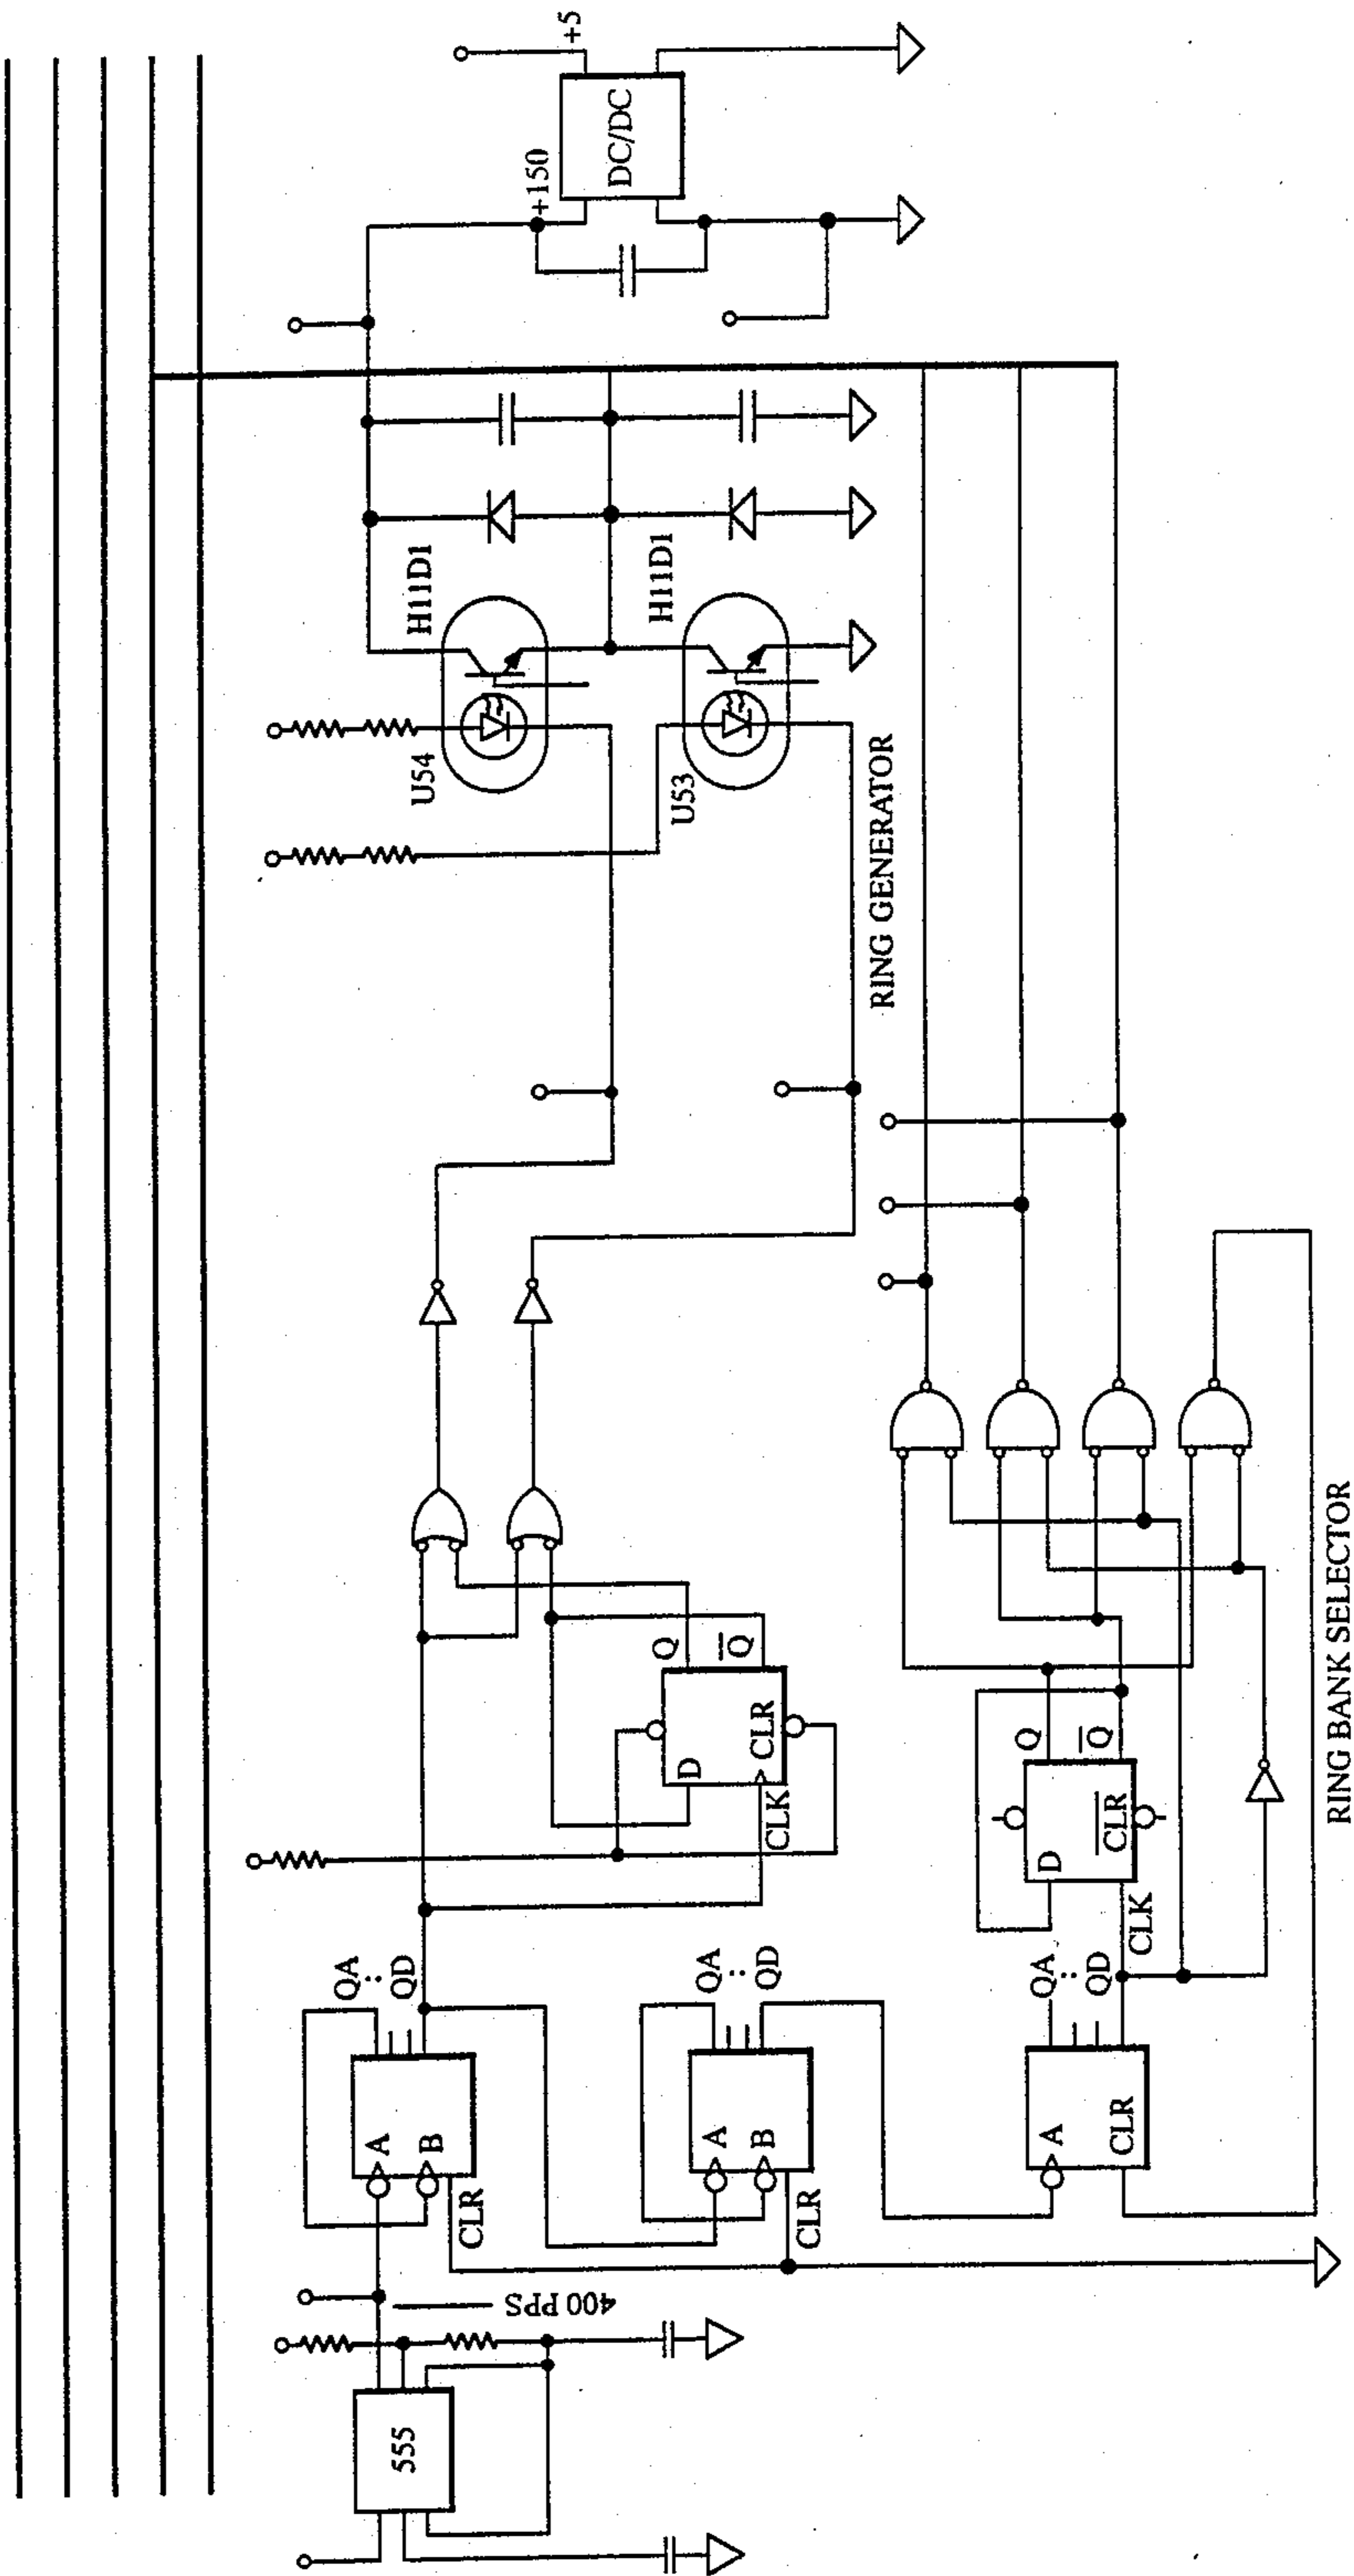 555
400 PPS
A
B
CLR
QA
QD
A
B
CLR
QA
QD
A
CLR
QA
QD
D
CLK
CLR
Q
Q
D
CLK
CLR
Q
Q
RING BANK SELECTOR
RING GENERATOR
U54
H11D1
U53
H11D1
+150
DC/DC
+5